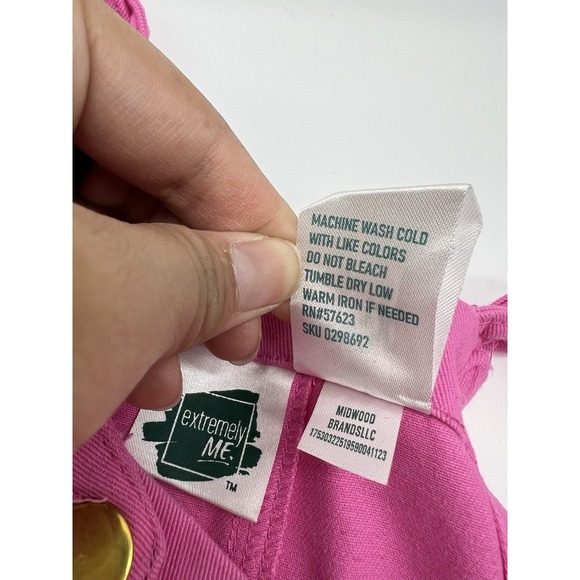 MACHINE WASH COLD
WITH LIKE COLORS
DO NOT BLEACH
TUMBLE DRY LOW
WARM IRON IF NEEDED
RN#57623
SKU 0298692
extremely
ME.
TM
MIDWOOD
BRANDSLLC
17530322519590041123